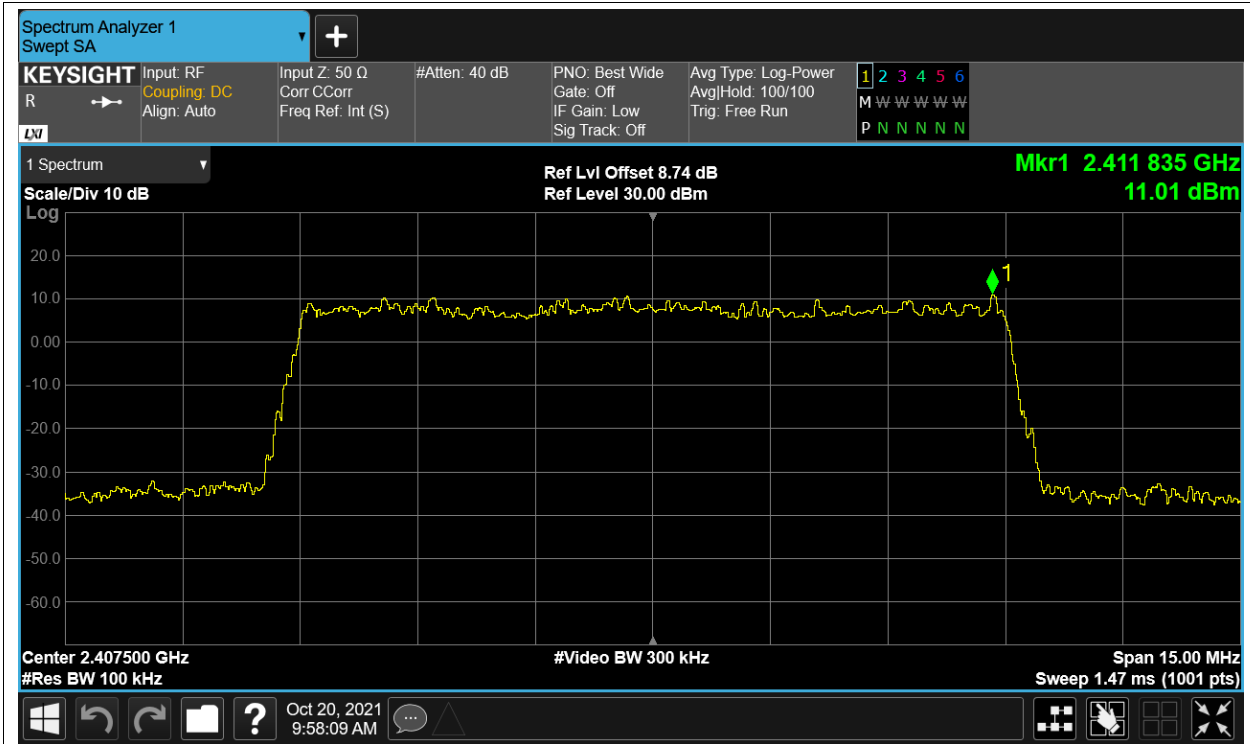 Spectrum Analyzer 1
Swept SA
KEYSIGHT
R
LXI
Input: RF
Coupling: DC
Align: Auto
Input Z: 50 Ω
Corr CCorr
Freq Ref: Int (S)
#Atten: 40 dB
PNO: Best Wide
Gate: Off
IF Gain: Low
Sig Track: Off
Avg Type: Log-Power
Avg|Hold: 100/100
Trig: Free Run
1 2 3 4 5 6
M W W W W W
P N N N N N
1 Spectrum
Scale/Div 10 dB
Log
Ref Lvl Offset 8.74 dB
Ref Level 30.00 dBm
Mkr1 2.411 835 GHz
11.01 dBm
1
20.0
10.0
0.00
-10.0
-20.0
-30.0
-40.0
-50.0
-60.0
Center 2.407500 GHz
#Video BW 300 kHz
Span 15.00 MHz
#Res BW 100 kHz
Sweep 1.47 ms (1001 pts)
?
Oct 20, 2021
9:58:09 AM